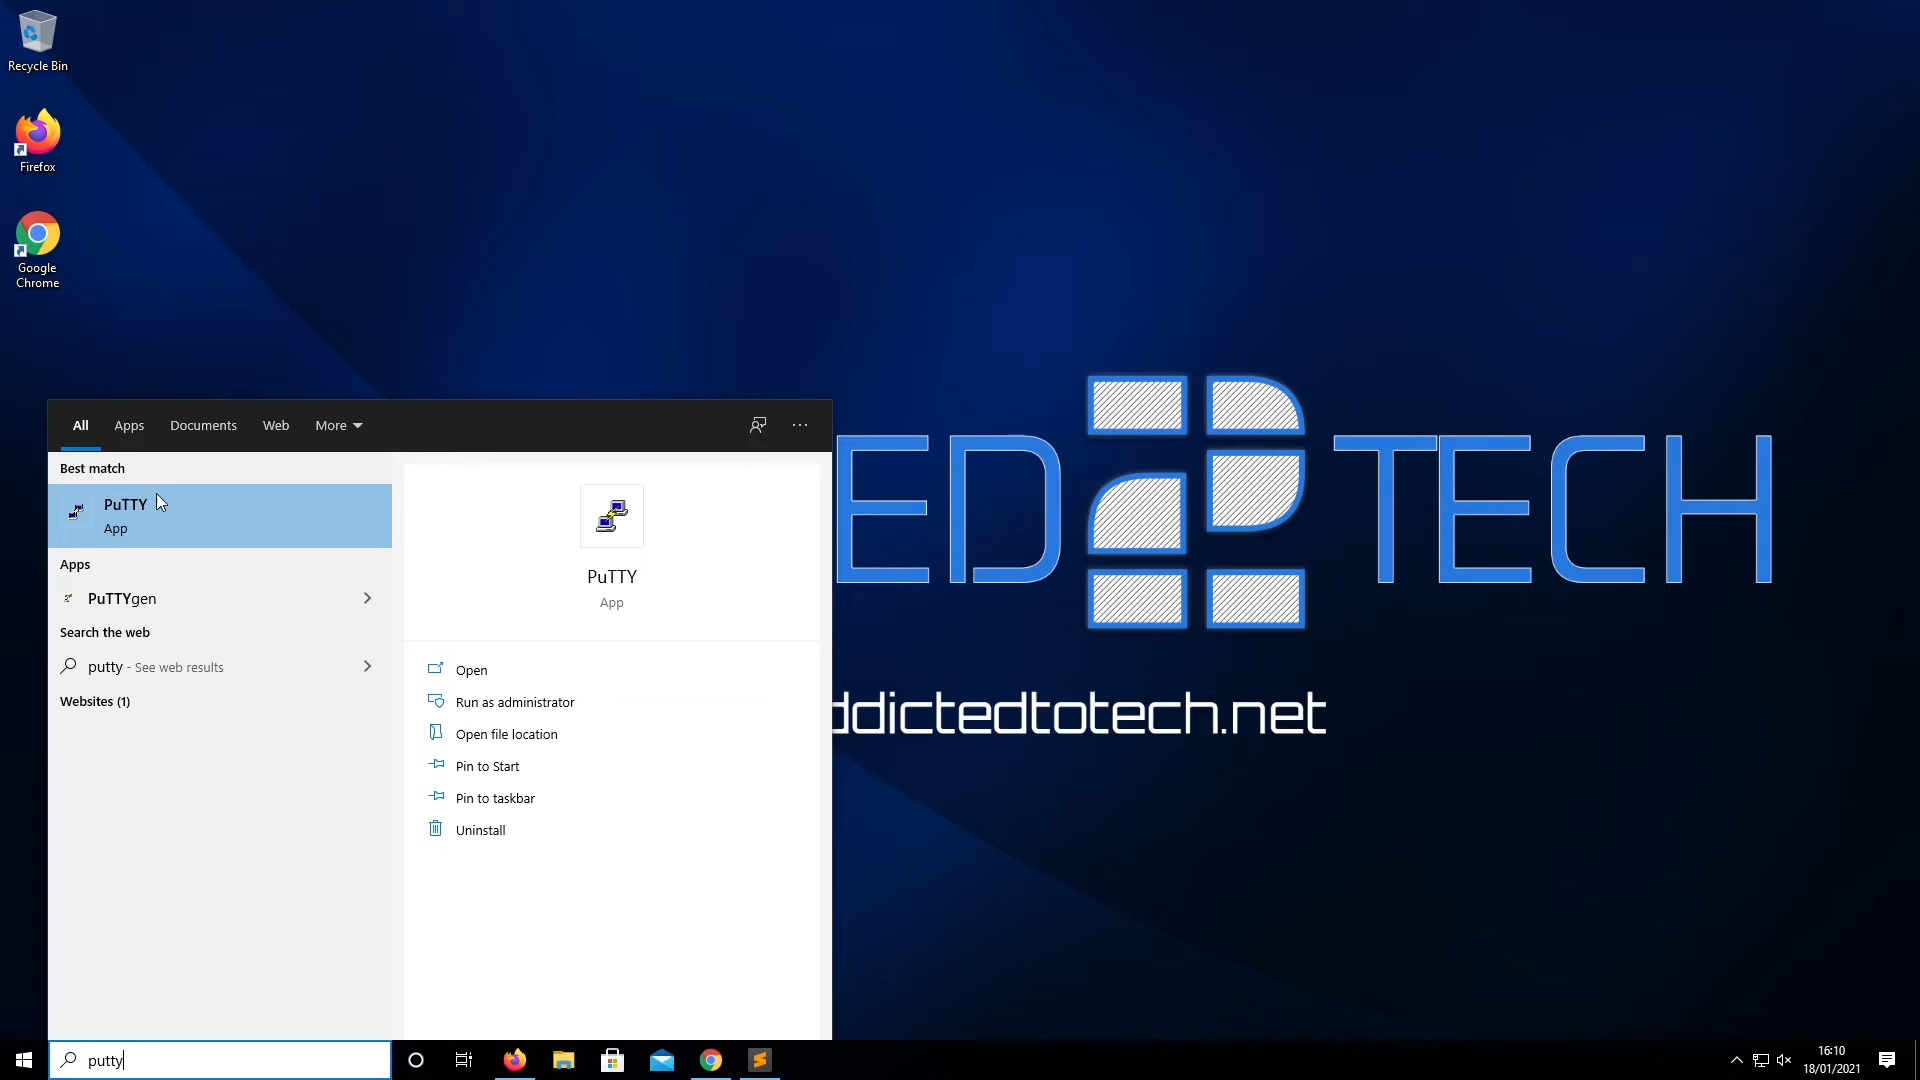 Recycle Bin
Firefox
Google
Chrome
All
Apps
Documents
Web
More
Best match
PuTTY
App
Apps
PuTTYgen
Search the web
putty - See web results
Websites (1)
PuTTY
App
Open
Run as administrator
Open file location
Pin to Start
Pin to taskbar
Uninstall
ED
TECH
ddictedtotech.net
putty
16:10
18/01/2021